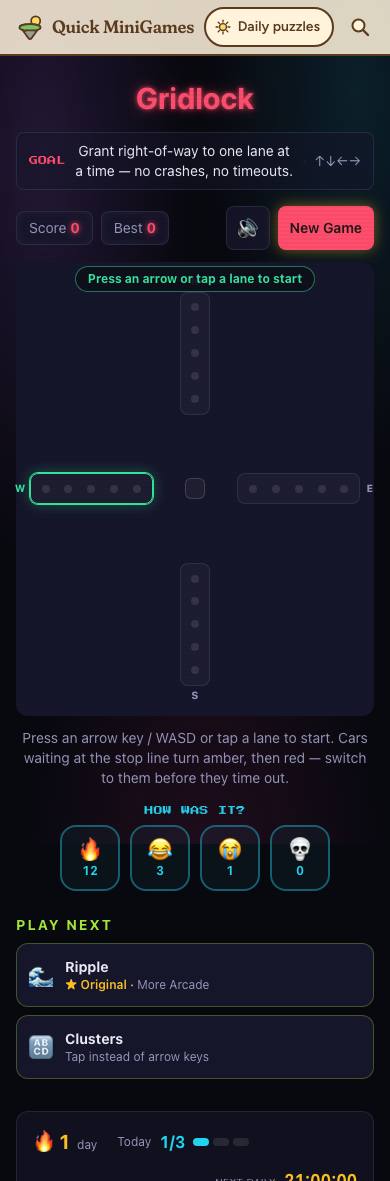 Quick MiniGames
Daily puzzles
Gridlock
GOAL
Grant right-of-way to one lane at
a time — no crashes, no timeouts.
↑↓←→
Score 0
Best 0
New Game
Press an arrow or tap a lane to start
W
E
S
Press an arrow key / WASD or tap a lane to start. Cars
waiting at the stop line turn amber, then red — switch
to them before they time out.
HOW WAS IT?
12
3
1
0
PLAY NEXT
Ripple
Original · More Arcade
ABCD
Clusters
Tap instead of arrow keys
1 day
Today 1/3
NEXT DAILY 21:00:00